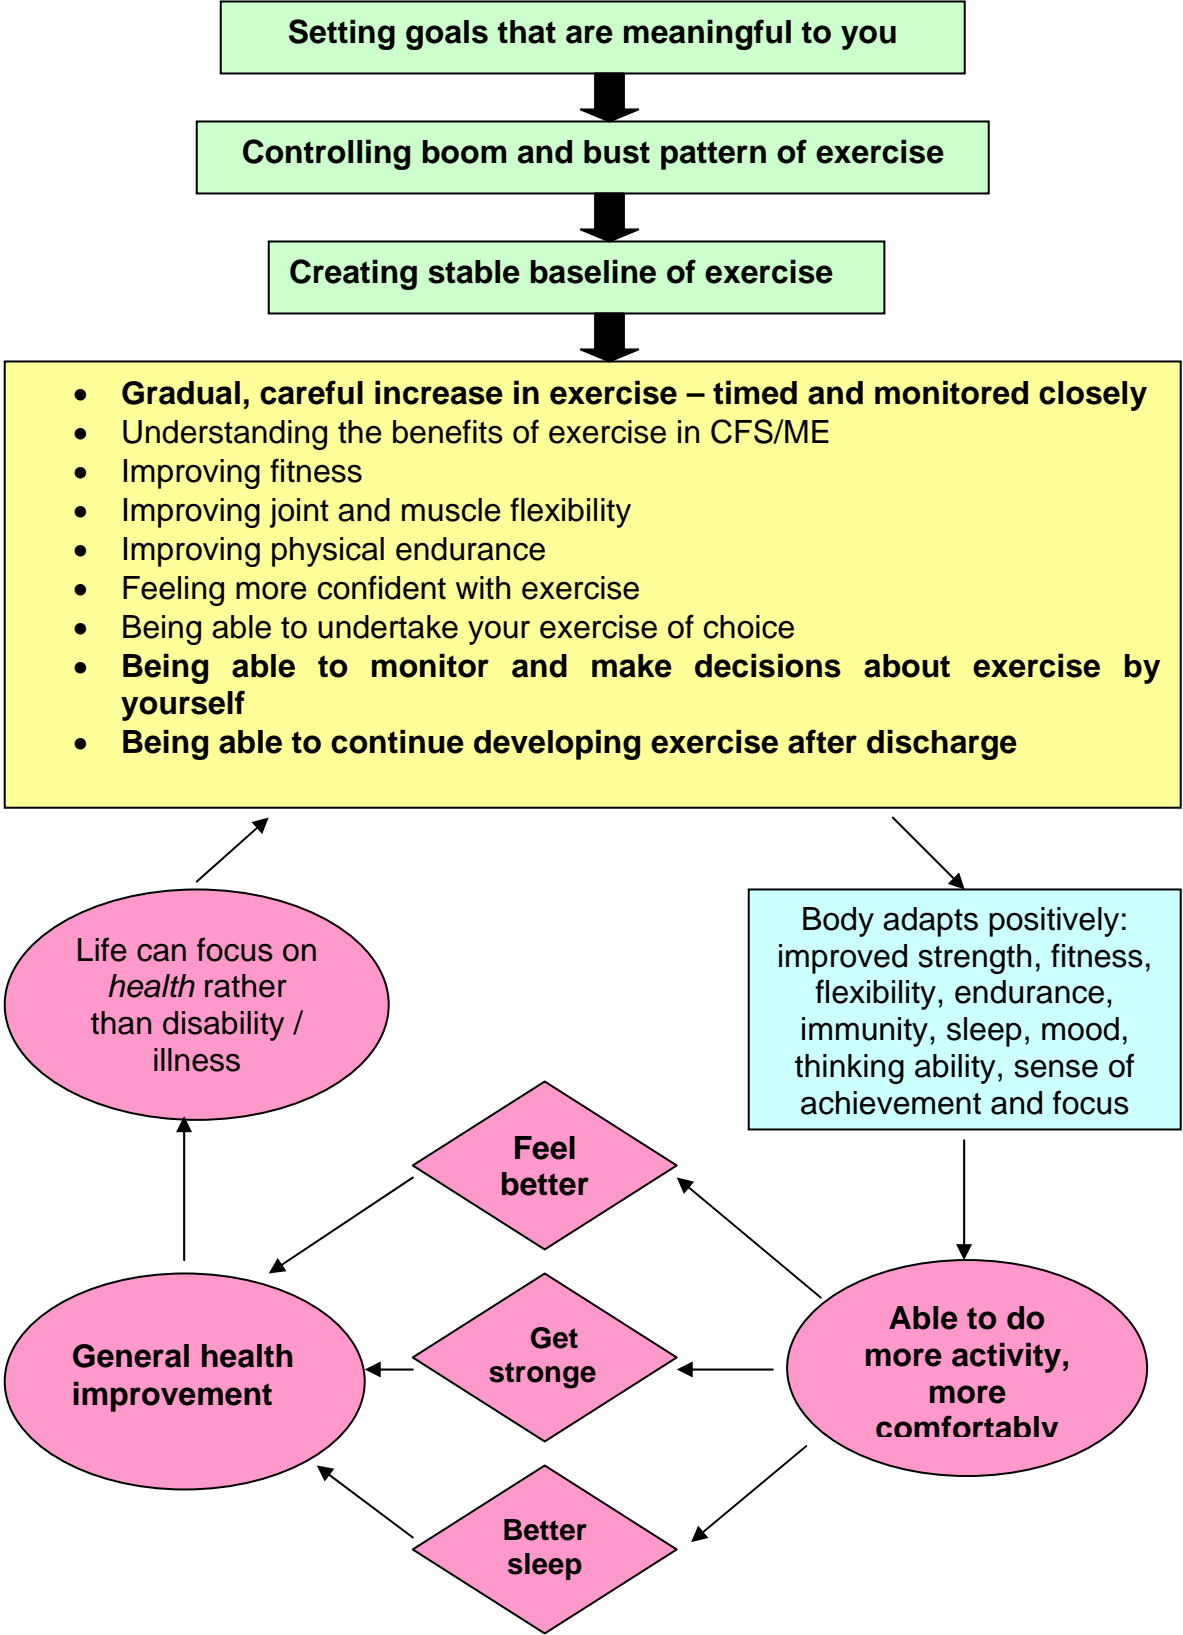 Setting goals that are meaningful to you
Controlling boom and bust pattern of exercise
Creating stable baseline of exercise
• Gradual, careful increase in exercise – timed and monitored closely
• Understanding the benefits of exercise in CFS/ME
• Improving fitness
• Improving joint and muscle flexibility
• Improving physical endurance
• Feeling more confident with exercise
• Being able to undertake your exercise of choice
• Being able to monitor and make decisions about exercise by
yourself
• Being able to continue developing exercise after discharge
Body adapts positively:
improved strength, fitness,
flexibility, endurance,
immunity, sleep, mood,
thinking ability, sense of
achievement and focus
Able to do
more activity,
more
comfortably
Feel
better
Get
stronge
Better
sleep
General health
improvement
Life can focus on
health rather
than disability /
illness